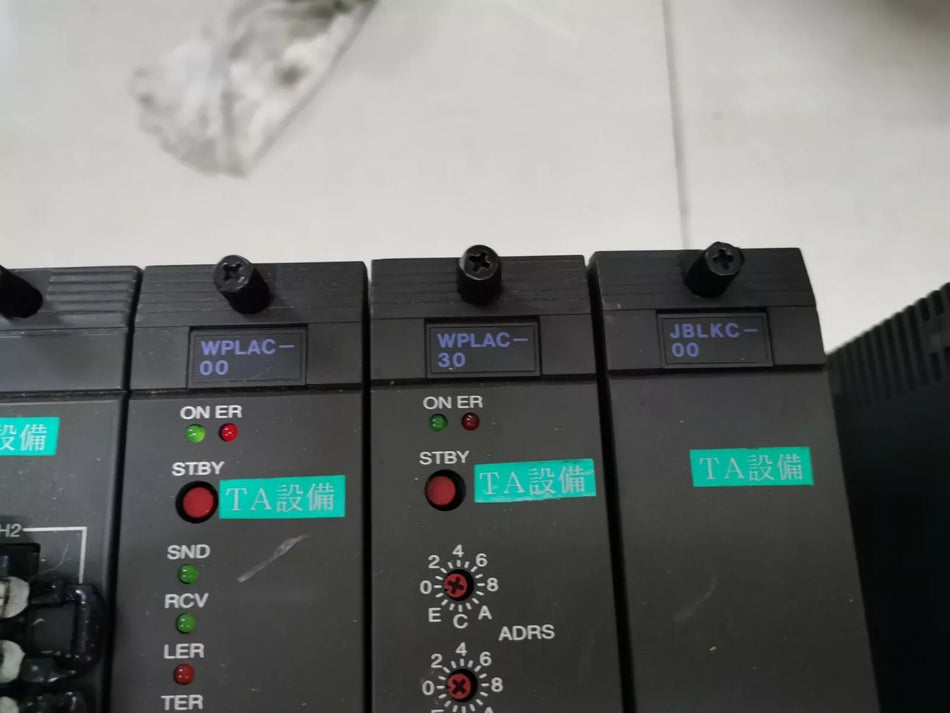 設備
H2
WPLAC-
00
ON ER
STBY
TA設備
SND
RCV
LER
TER
WPLAC-
30
ON ER
STBY
TA設備
0 2 4 6 8 A C E
ADRS
0 2 4 6 8
JBLKC-
00
TA設備